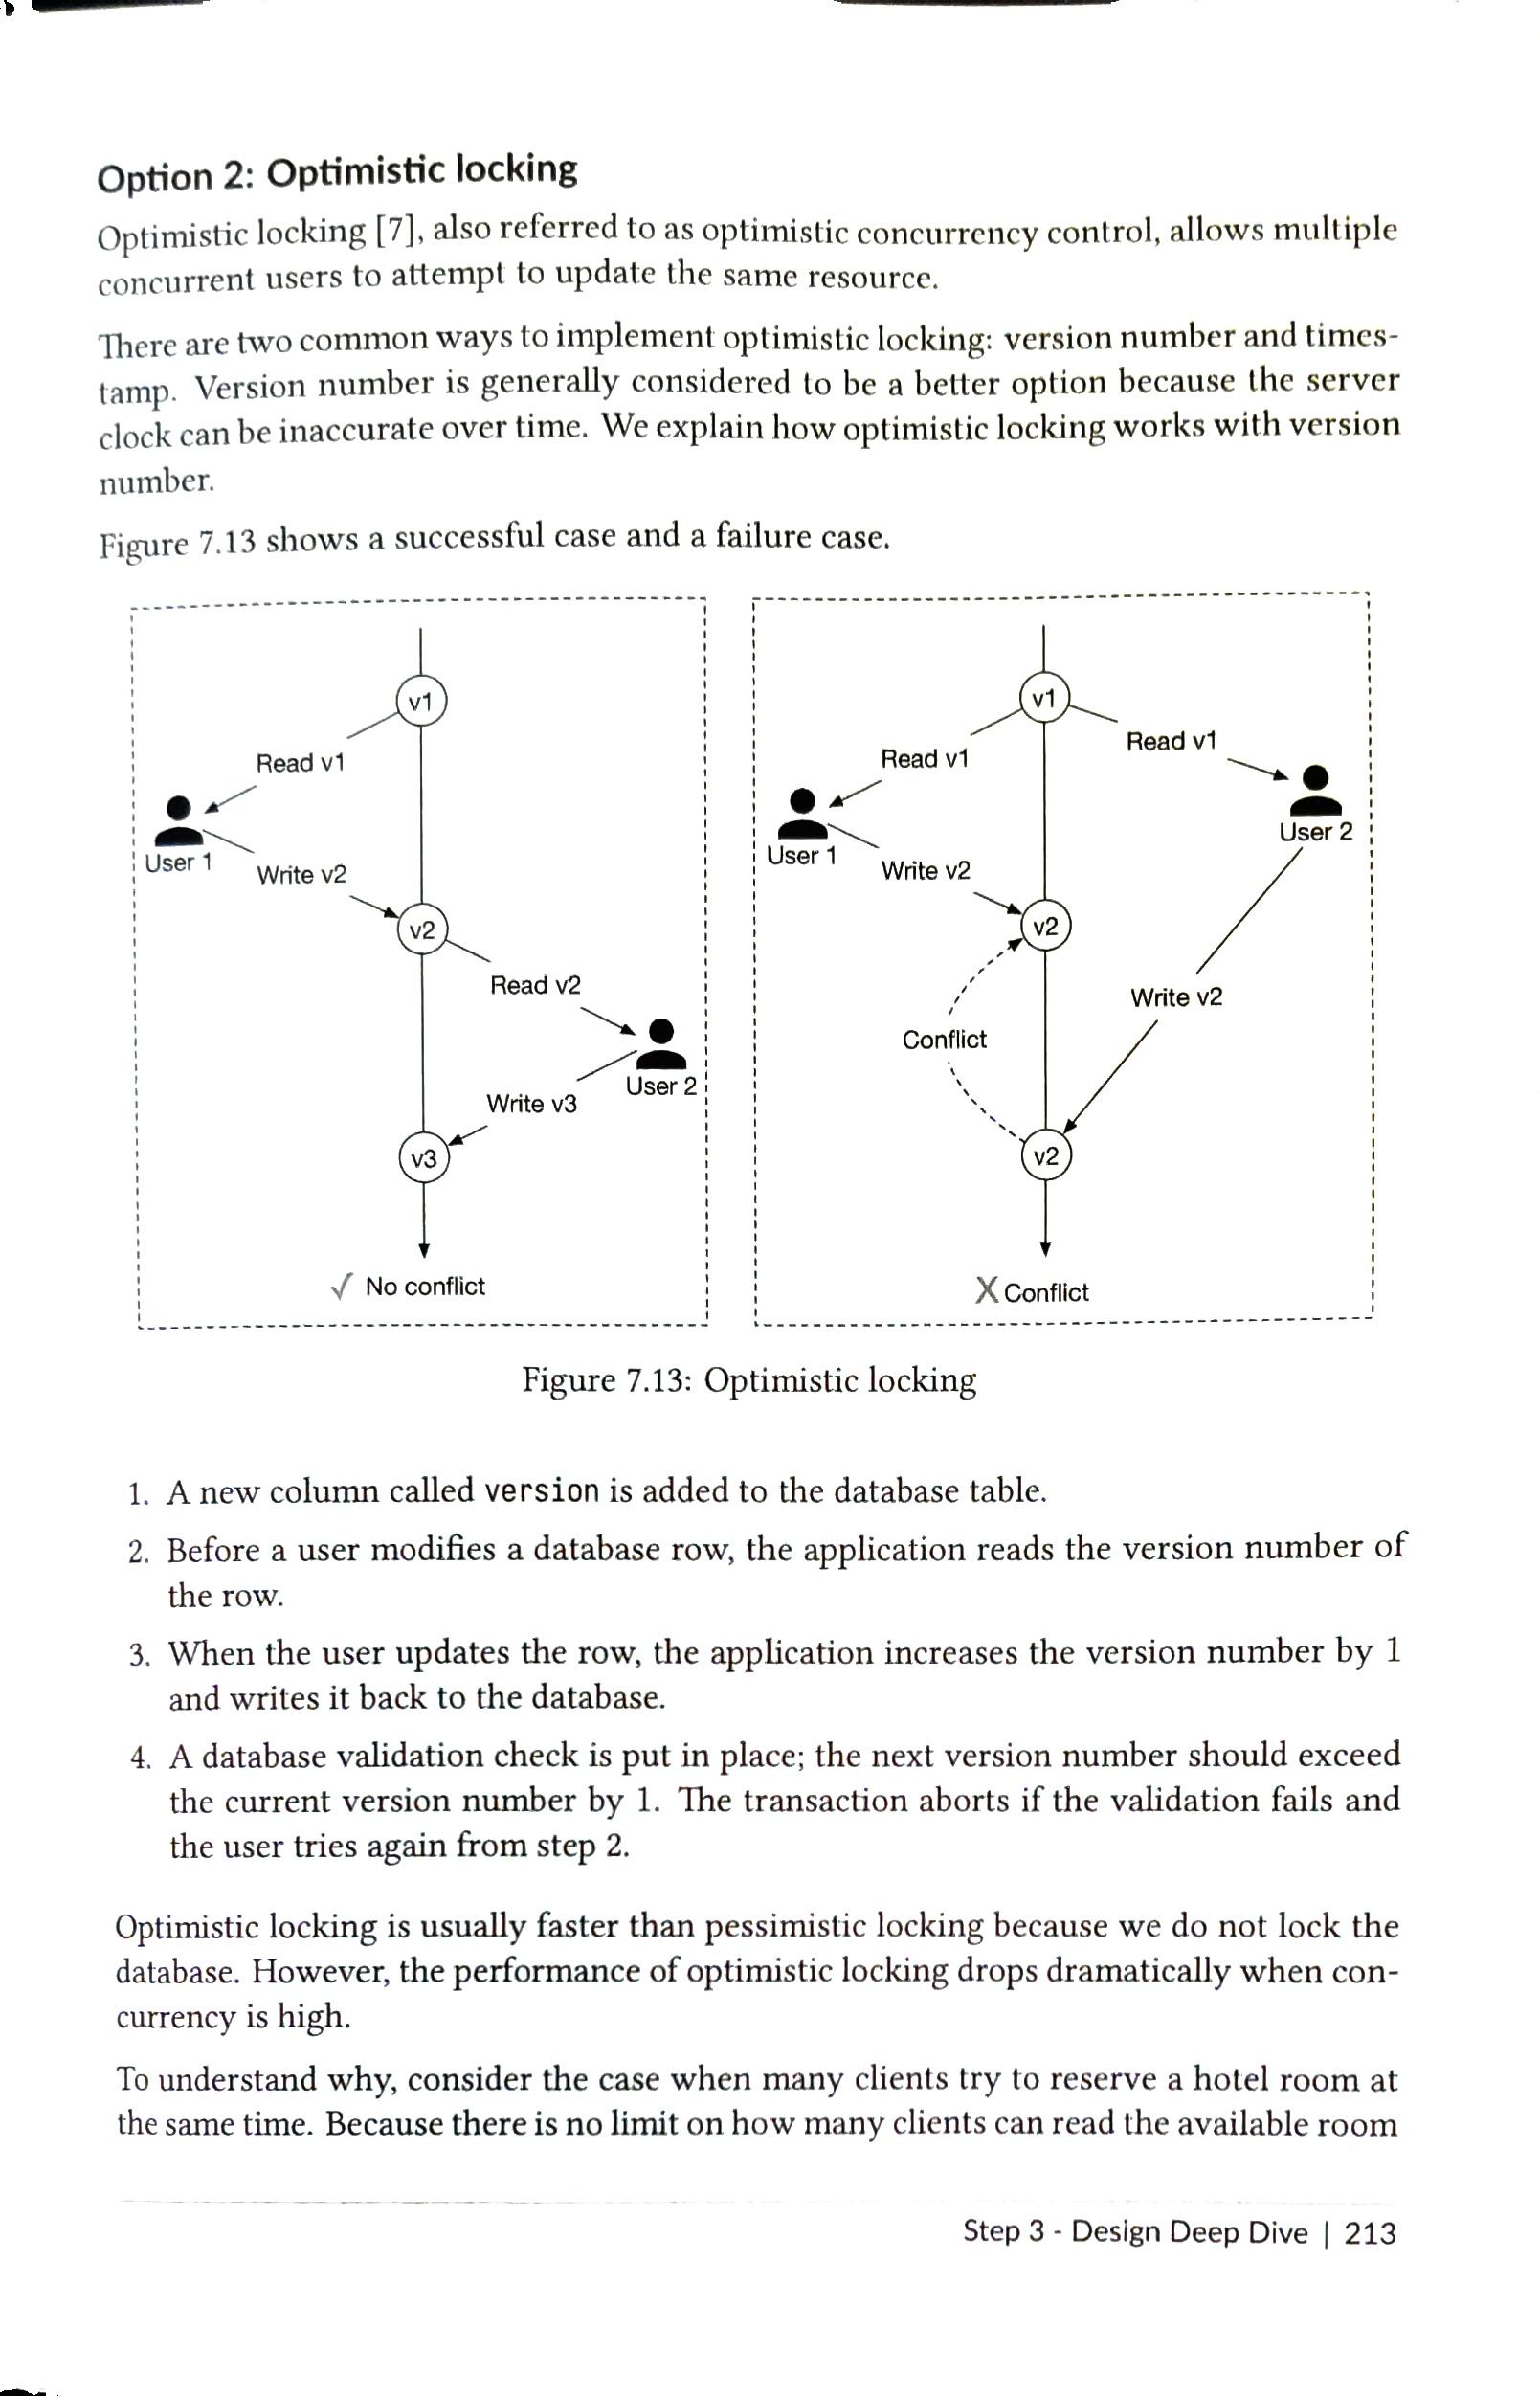 Option 2: Optimistic locking
Optimistic locking [7], also referred to as optimistic concurrency control, allows multiple
concurrent users to attempt to update the same resource.
There are two common ways to implement optimistic locking: version number and times-
tamp. Version number is generally considered to be a better option because the server
clock can be inaccurate over time. We explain how optimistic locking works with version
number.
Figure 7.13 shows a successful case and a failure case.
v1
Read v1
User 1
Write v2
v2
Read v2
User 2
Write v3
v3
✓ No conflict
v1
Read v1
Read v1
User 1
User 2
Write v2
v2
Write v2
Conflict
v2
X Conflict
Figure 7.13: Optimistic locking
1. A new column called version is added to the database table.
2. Before a user modifies a database row, the application reads the version number of
the row.
3. When the user updates the row, the application increases the version number by 1
and writes it back to the database.
4. A database validation check is put in place; the next version number should exceed
the current version number by 1. The transaction aborts if the validation fails and
the user tries again from step 2.
Optimistic locking is usually faster than pessimistic locking because we do not lock the
database. However, the performance of optimistic locking drops dramatically when con-
currency is high.
To understand why, consider the case when many clients try to reserve a hotel room at
the same time. Because there is no limit on how many clients can read the available room
Step 3 - Design Deep Dive | 213